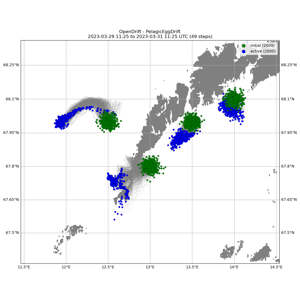 OpenDrift - PelagicEggDrift
2023-03-29 11:25 to 2023-03-31 11:25 UTC (49 steps)
initial (2000)
active (2000)
68.25°N 68.25°N
68.1°N 68.1°N
67.95°N 67.95°N
67.8°N 67.8°N
67.65°N 67.65°N
67.5°N 67.5°N
11.5°E 12°E 12.5°E 13°E 13.5°E 14°E 14.5°E